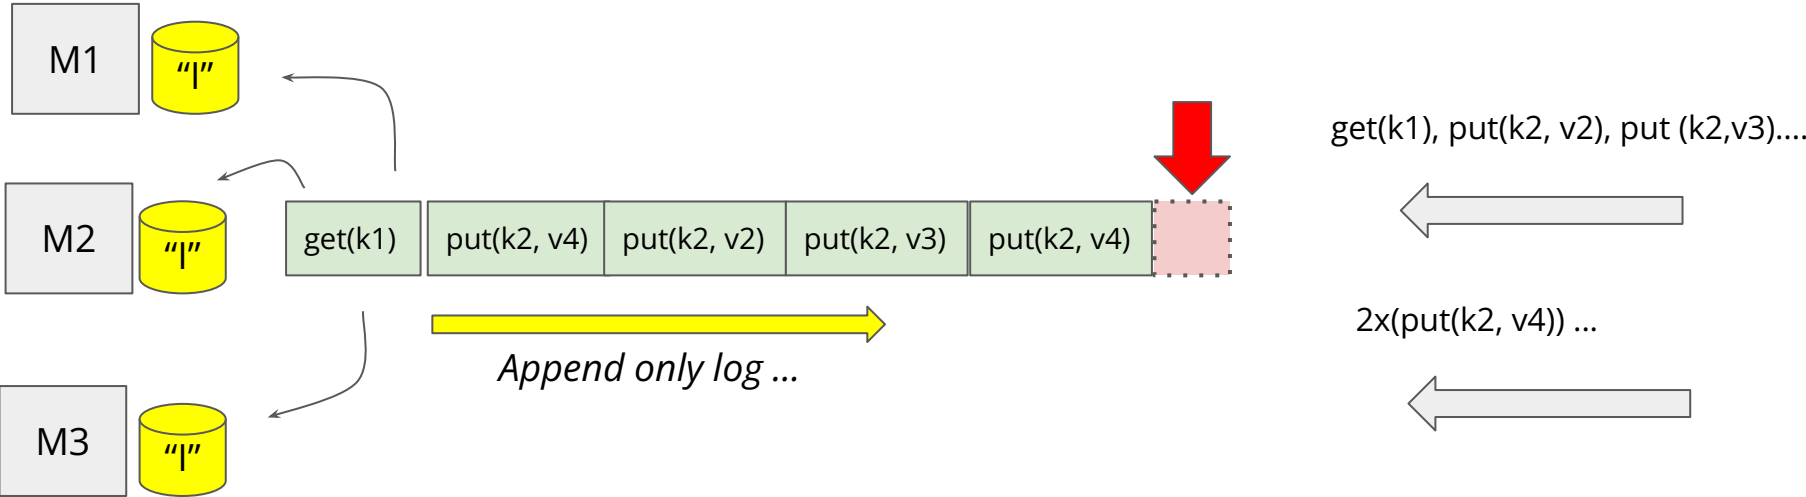 M1
“I”
get(k1), put(k2, v2), put (k2,v3)....
M2
“I”
get(k1)
put(k2, v4)
put(k2, v2)
put(k2, v3)
put(k2, v4)
2x(put(k2, v4)) ...
Append only log ...
M3
“I”